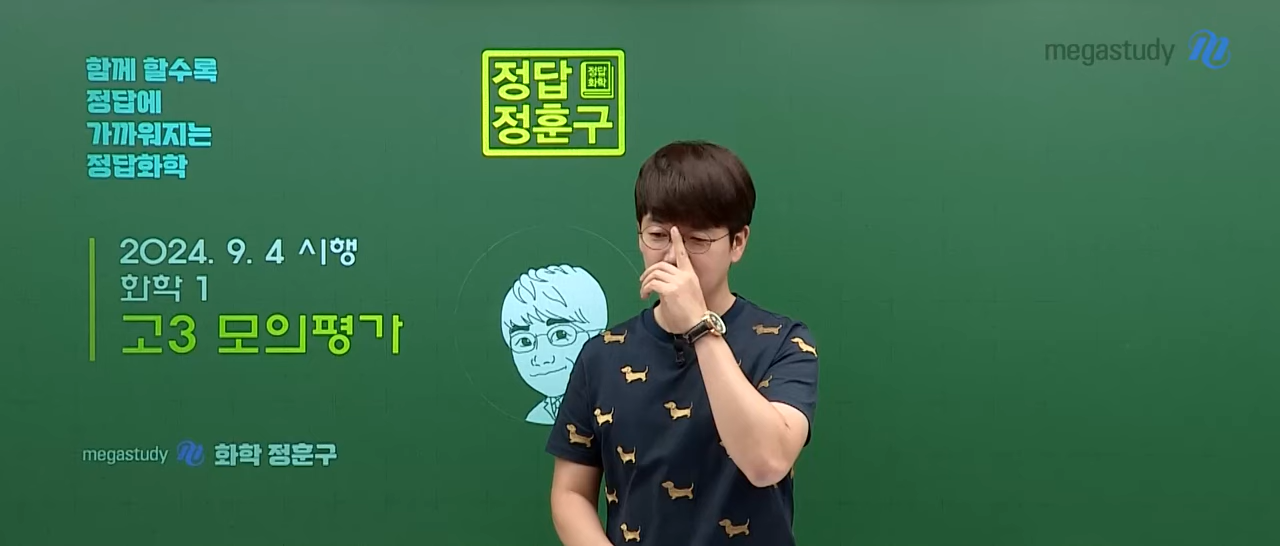 함께 할수록
정답에
가까워지는
정답화학
정답
정답
화학
정훈구
megastudy
2024. 9. 4 시행
화학 1
고3 모의평가
megastudy 화학 정훈구